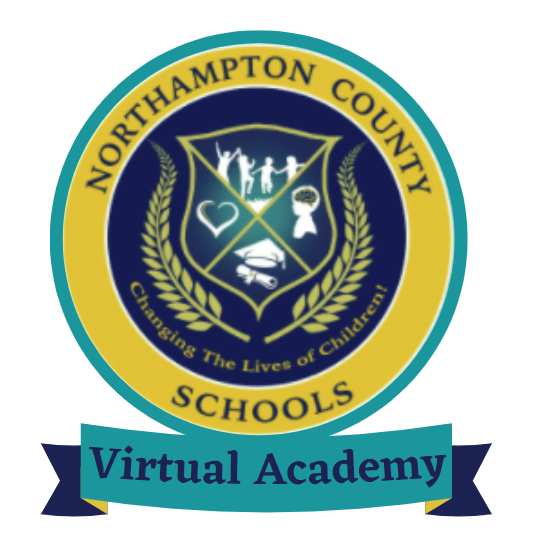 NORTHAMPTON COUNTY
Changing The Lives of Children!
SCHOOLS
Virtual Academy